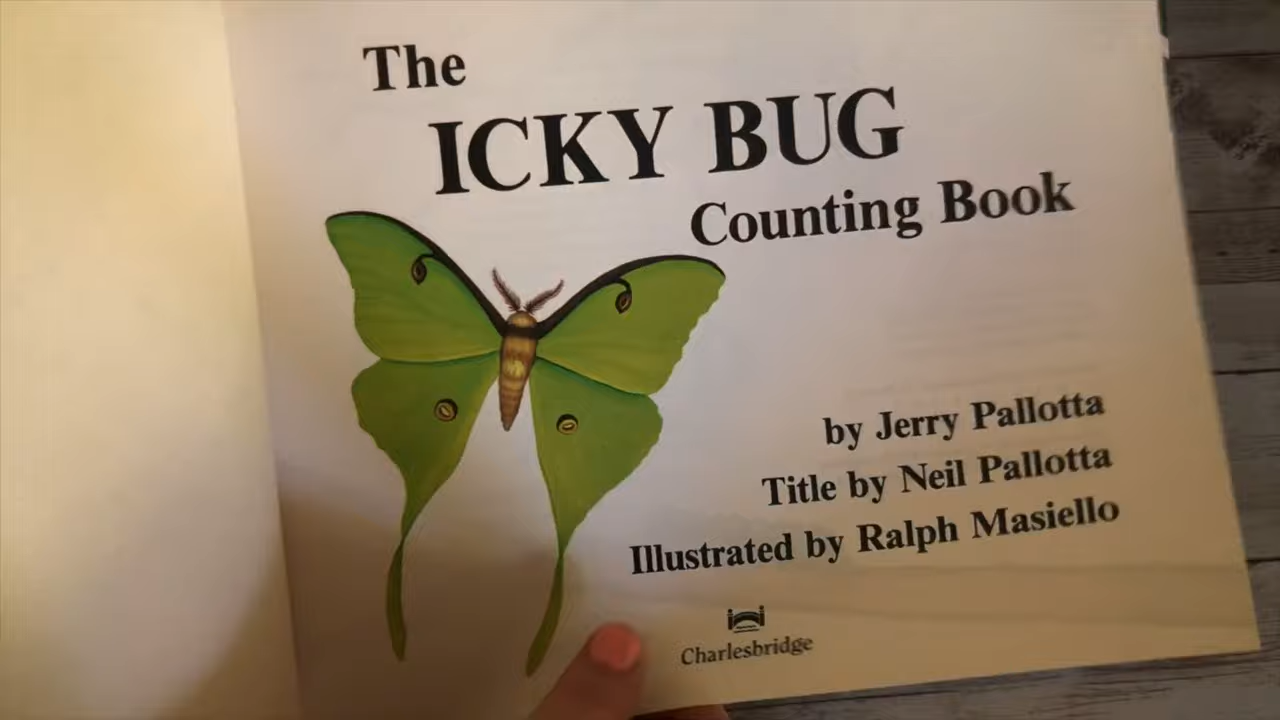 The
ICKY BUG
Counting Book
by Jerry Pallotta
Title by Neil Pallotta
Illustrated by Ralph Masiello
Charlesbridge